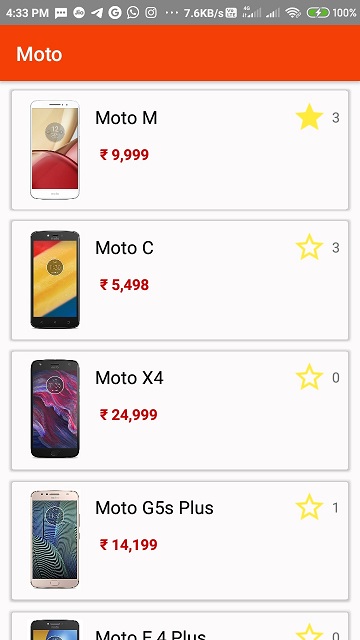 4:33 PM ... 7.6KB/s VoLTE 4G 100%
Moto
Moto M 3
₹ 9,999
Moto C 3
₹ 5,498
Moto X4 0
₹ 24,999
Moto G5s Plus 1
₹ 14,199
Moto E 4 Plus 0